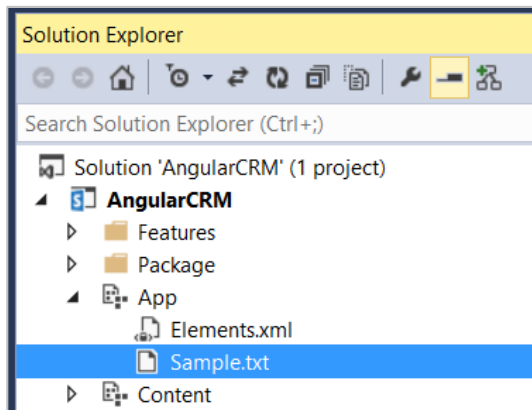 Solution Explorer
Search Solution Explorer (Ctrl+;)
Solution 'AngularCRM' (1 project)
AngularCRM
Features
Package
App
Elements.xml
Sample.txt
Content